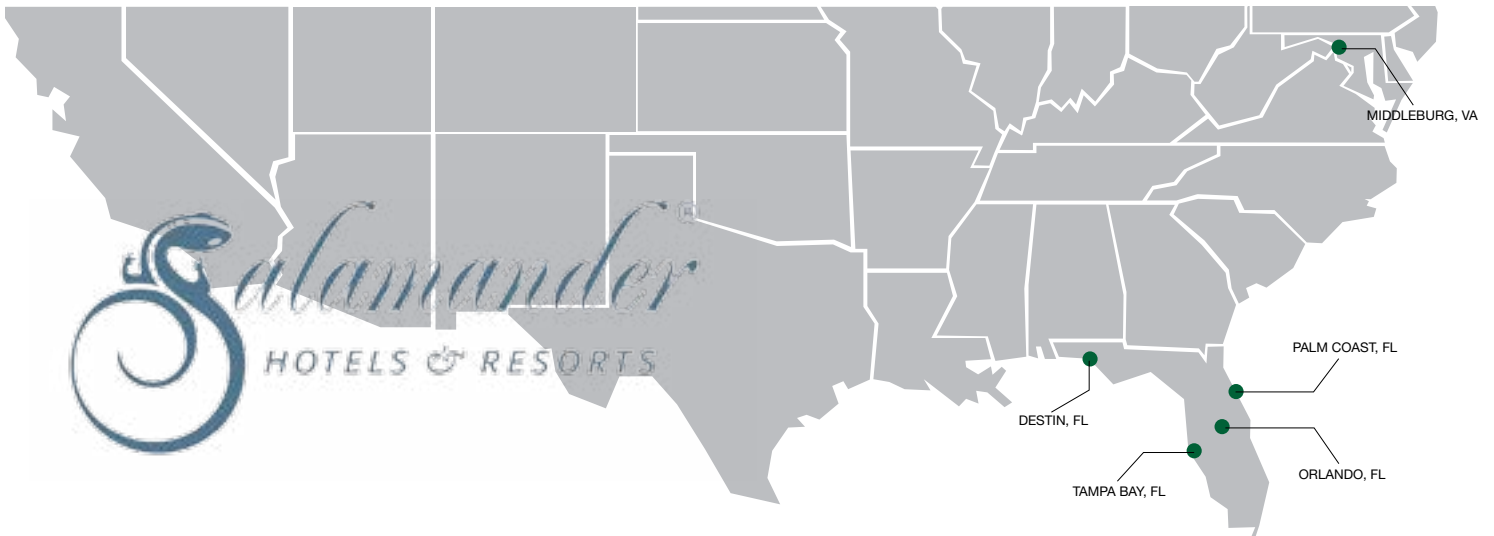 MIDDLEBURG, VA
Salamander®
HOTELS & RESORTS
PALM COAST, FL
DESTIN, FL
ORLANDO, FL
TAMPA BAY, FL